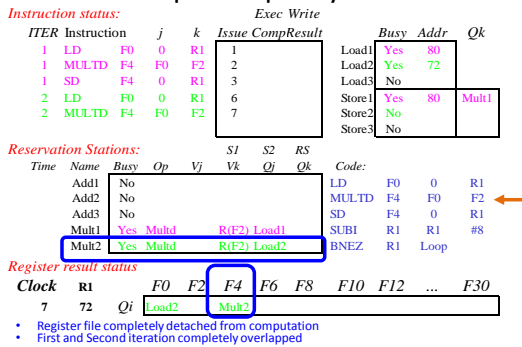 Instruction status: Exec Write
ITER Instruction j k Issue CompResult Busy Addr Qk
1 LD F0 0 R1 1 Load1 Yes 80
1 MULTD F4 F0 F2 2 Load2 Yes 72
1 SD F4 0 R1 3 Load3 No
2 LD F0 0 R1 6 Store1 Yes 80 Mult1
2 MULTD F4 F0 F2 7 Store2 No
Store3 No
Reservation Stations: S1 S2 RS
Time Name Busy Op Vj Vk Qj Qk Code:
Add1 No LD F0 0 R1
Add2 No MULTD F4 F0 F2
Add3 No SD F4 0 R1
Mult1 Yes Multd R(F2) Load1 SUBI R1 R1 #8
Mult2 Yes Multd R(F2) Load2 BNEZ R1 Loop
Register result status
Clock R1 F0 F2 F4 F6 F8 F10 F12 ... F30
7 72 Qi Load2 Mult2
• Register file completely detached from computation
• First and Second iteration completely overlapped